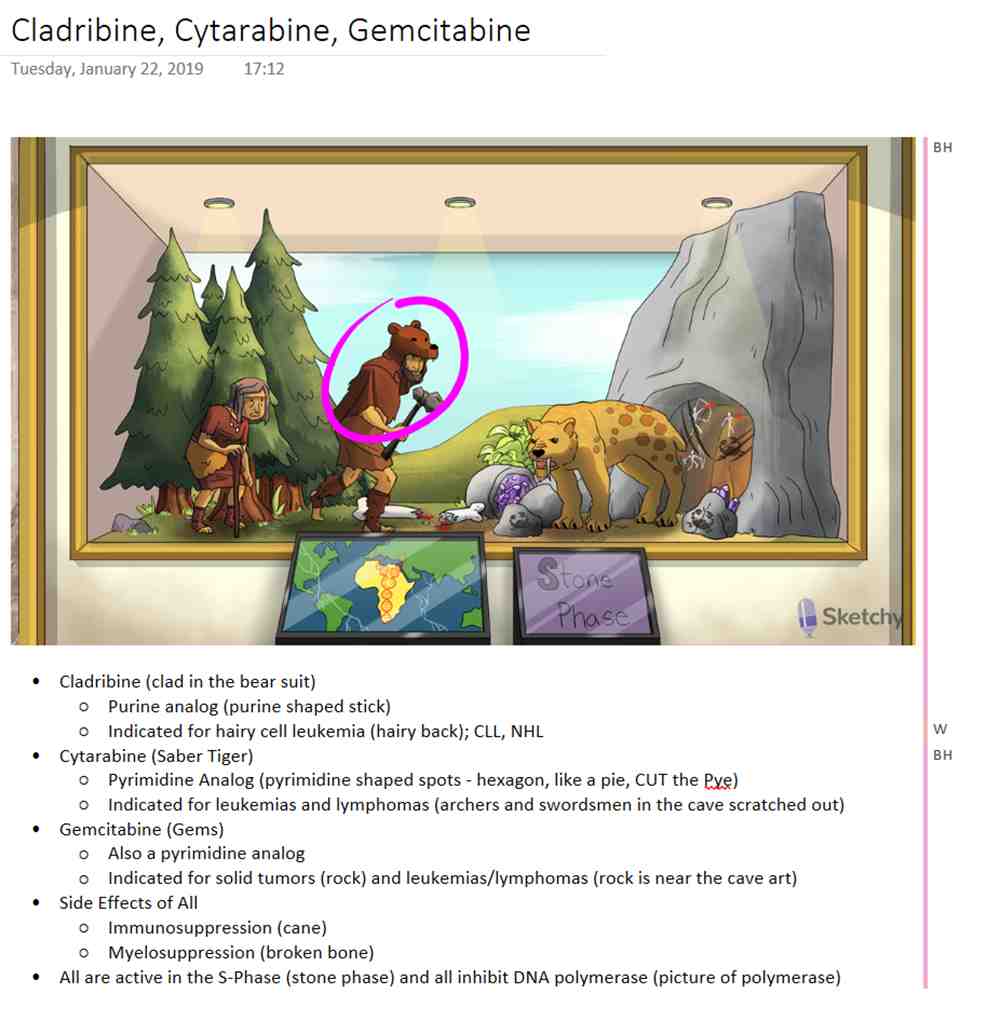 Cladribine, Cytarabine, Gemcitabine
Tuesday, January 22, 2019 17:12
BH
Stone
Phase
Sketchy
• Cladribine (clad in the bear suit)
o Purine analog (purine shaped stick)
o Indicated for hairy cell leukemia (hairy back); CLL, NHL
W
• Cytarabine (Saber Tiger)
BH
o Pyrimidine Analog (pyrimidine shaped spots - hexagon, like a pie, CUT the Pye)
o Indicated for leukemias and lymphomas (archers and swordsmen in the cave scratched out)
• Gemcitabine (Gems)
o Also a pyrimidine analog
o Indicated for solid tumors (rock) and leukemias/lymphomas (rock is near the cave art)
• Side Effects of All
o Immunosuppression (cane)
o Myelosuppression (broken bone)
• All are active in the S-Phase (stone phase) and all inhibit DNA polymerase (picture of polymerase)